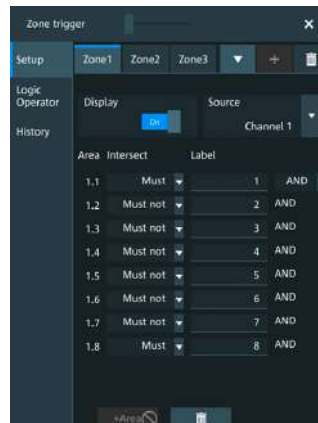 Zone trigger
Setup
Zone1 Zone2 Zone3
Logic
Operator
History
Display Source
On
Channel 1
Area Intersect Label
1.1 Must 1 AND
1.2 Must not 2 AND
1.3 Must not 3 AND
1.4 Must not 4 AND
1.5 Must not 5 AND
1.6 Must not 6 AND
1.7 Must not 7 AND
1.8 Must 8 AND
+Area